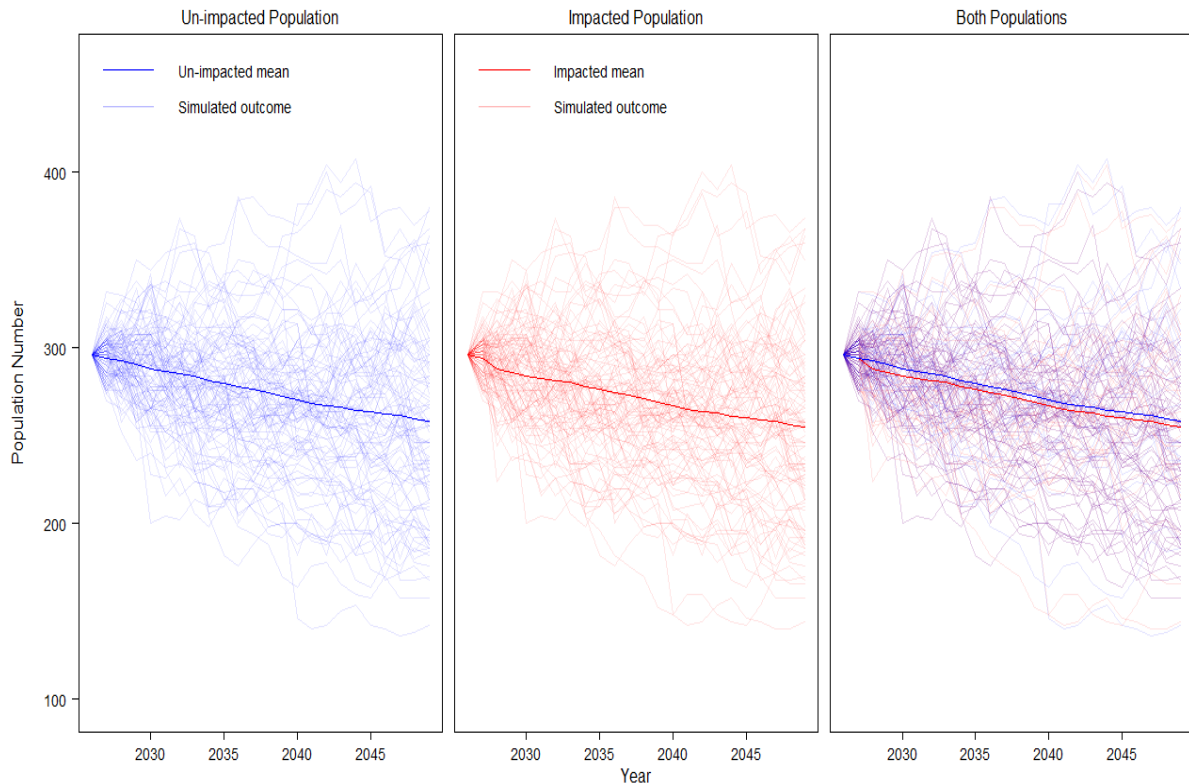 Un-impacted Population
Impacted Population
Both Populations
Un-impacted mean
Simulated outcome
Impacted mean
Simulated outcome
Population Number
400
300
200
100
2030 2035 2040 2045
2030 2035 2040 2045
2030 2035 2040 2045
Year